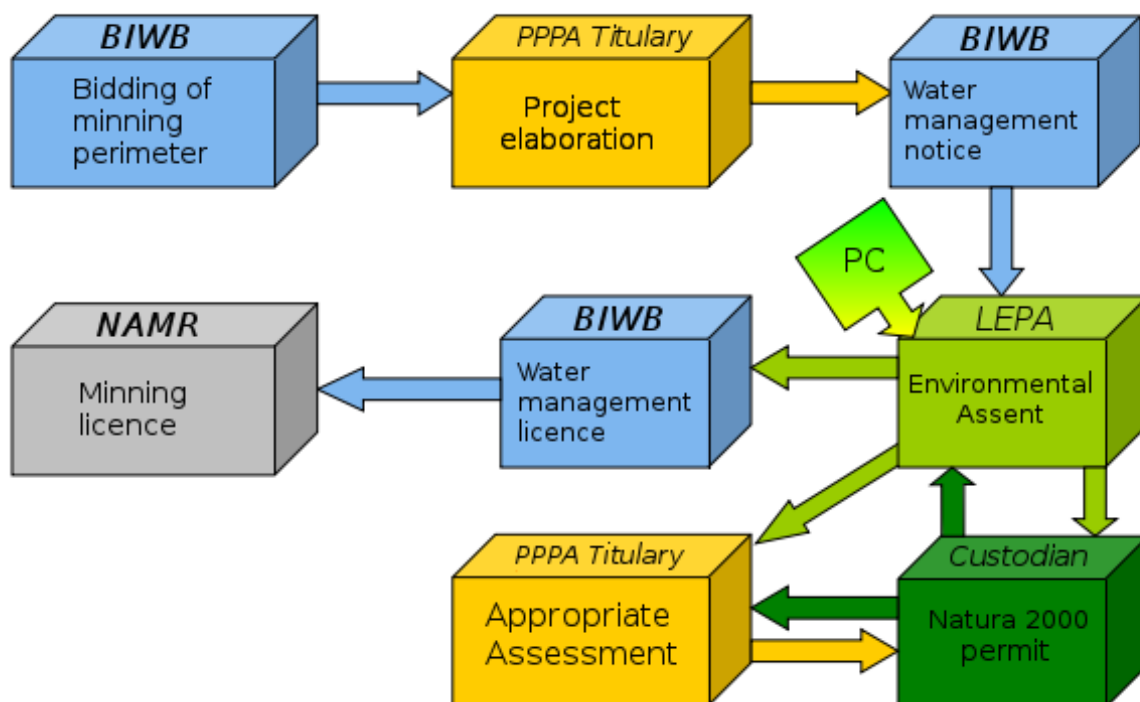 BIWB
Bidding of
minning
perimeter
PPPA Titulary
Project
elaboration
BIWB
Water
management
notice
PC
NAMR
Minning
licence
BIWB
Water
management
licence
LEPA
Environmental
Assent
PPPA Titulary
Appropriate
Assessment
Custodian
Natura 2000
permit